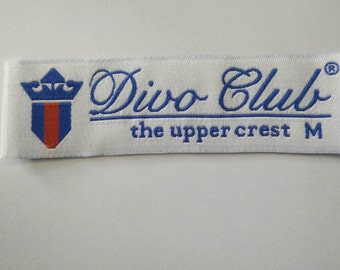 Divo Club ®
the upper crest M